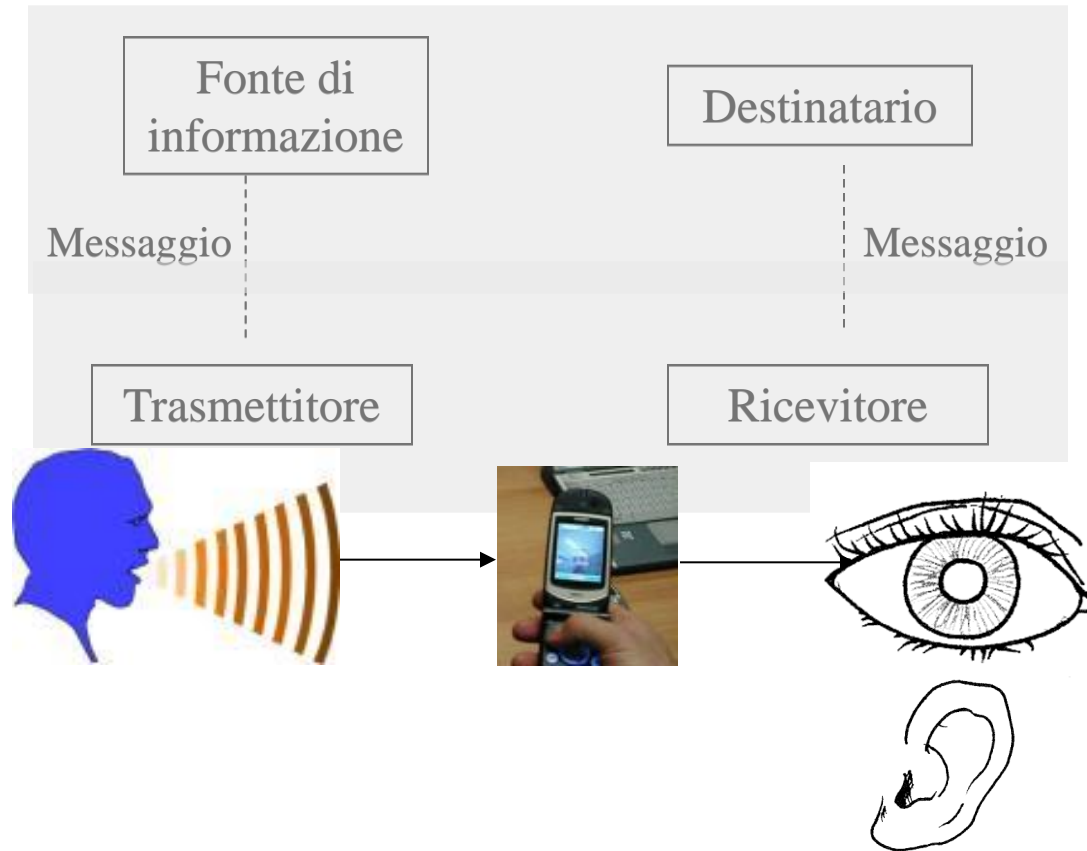 Fonte di
informazione
Destinatario
Messaggio
Messaggio
Trasmettitore
Ricevitore